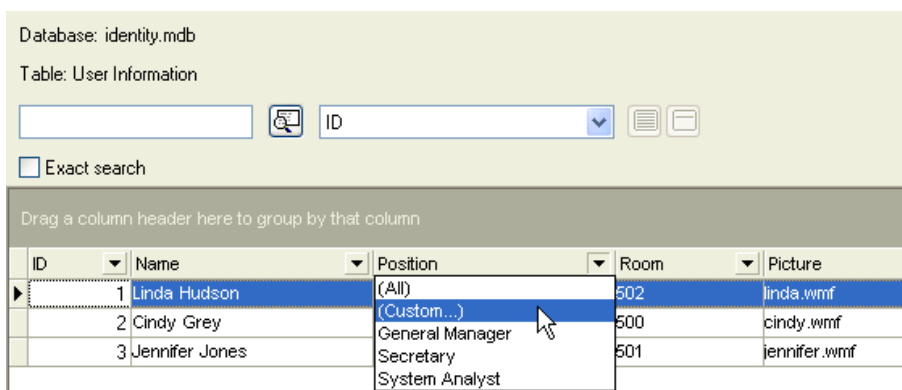 Database: identity.mdb
Table: User Information
ID
Exact search
Drag a column header here to group by that column
ID Name Position Room Picture
1 Linda Hudson (All) 502 linda.wmf
(Custom...)
2 Cindy Grey General Manager 500 cindy.wmf
3 Jennifer Jones Secretary 501 jennifer.wmf
System Analyst